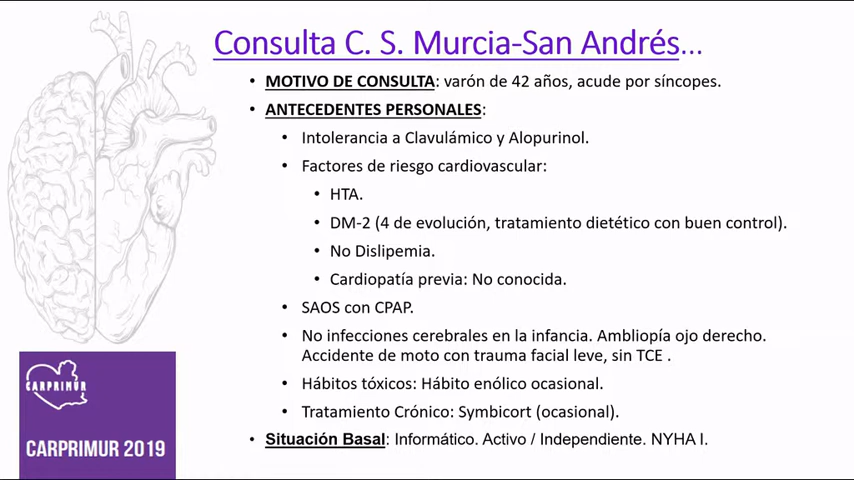 Consulta C. S. Murcia-San Andrés...
• MOTIVO DE CONSULTA: varón de 42 años, acude por síncopes.
• ANTECEDENTES PERSONALES:
• Intolerancia a Clavulámico y Alopurinol.
• Factores de riesgo cardiovascular:
• HTA.
• DM-2 (4 de evolución, tratamiento dietético con buen control).
• No Dislipemia.
• Cardiopatía previa: No conocida.
• SAOS con CPAP.
• No infecciones cerebrales en la infancia. Ambliopía ojo derecho.
Accidente de moto con trauma facial leve, sin TCE .
• Hábitos tóxicos: Hábito enólico ocasional.
• Tratamiento Crónico: Symbicort (ocasional).
• Situación Basal: Informático. Activo / Independiente. NYHA I.
CARPRIMUR
CARPRIMUR 2019